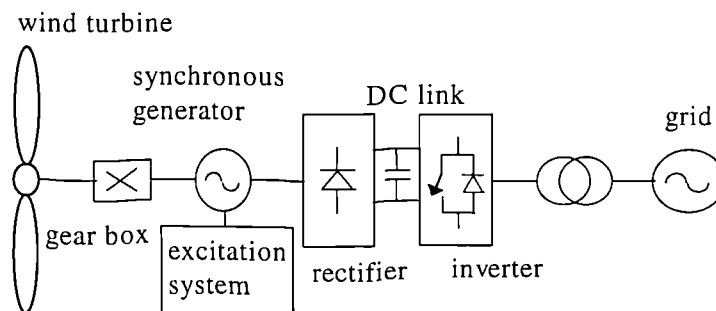 wind turbine
synchronous
generator
DC link
grid
gear box
excitation
system
rectifier
inverter